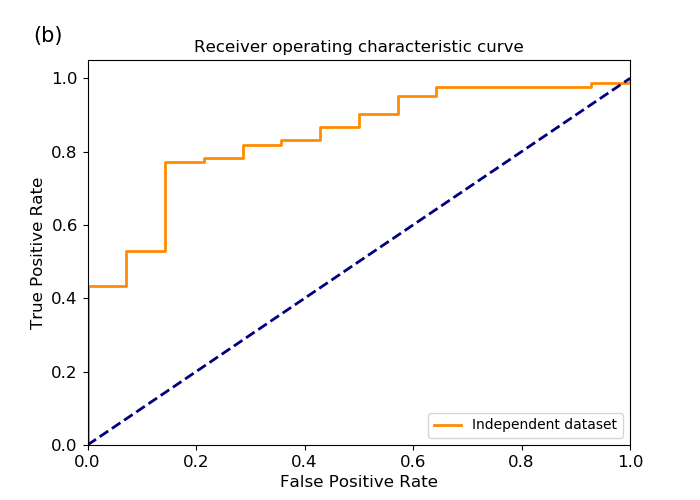 (b)
Receiver operating characteristic curve
1.0
0.8
0.6
0.4
0.2
0.0
True Positive Rate
0.0 0.2 0.4 0.6 0.8 1.0
False Positive Rate
Independent dataset